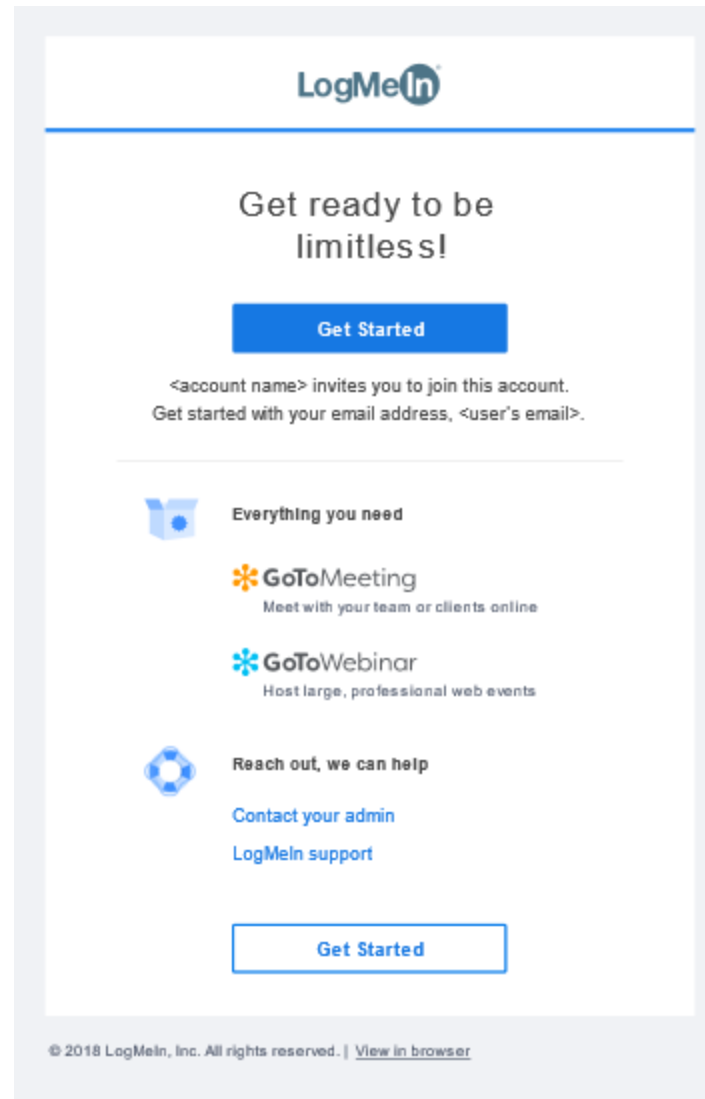 LogMeIn
Get ready to be
limitless!
Get Started
<account name> invites you to join this account.
Get started with your email address, <user's email>.
Everything you need
GoToMeeting
Meet with your team or clients online
GoToWebinar
Host large, professional web events
Reach out, we can help
Contact your admin
LogMeIn support
Get Started
© 2018 LogMeIn, Inc. All rights reserved. | View in browser